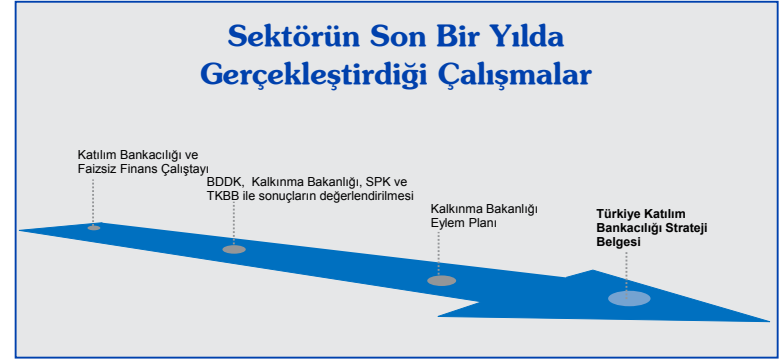 Sektörün Son Bir Yılda
Gerçekleştirdiği Çalışmalar
Katılım Bankacılığı ve
Faizsiz Finans Çalıştayı
BDDK, Kalkınma Bakanlığı, SPK ve
TKBB ile sonuçların değerlendirilmesi
Kalkınma Bakanlığı
Eylem Planı
Türkiye Katılım
Bankacılığı Strateji
Belgesi